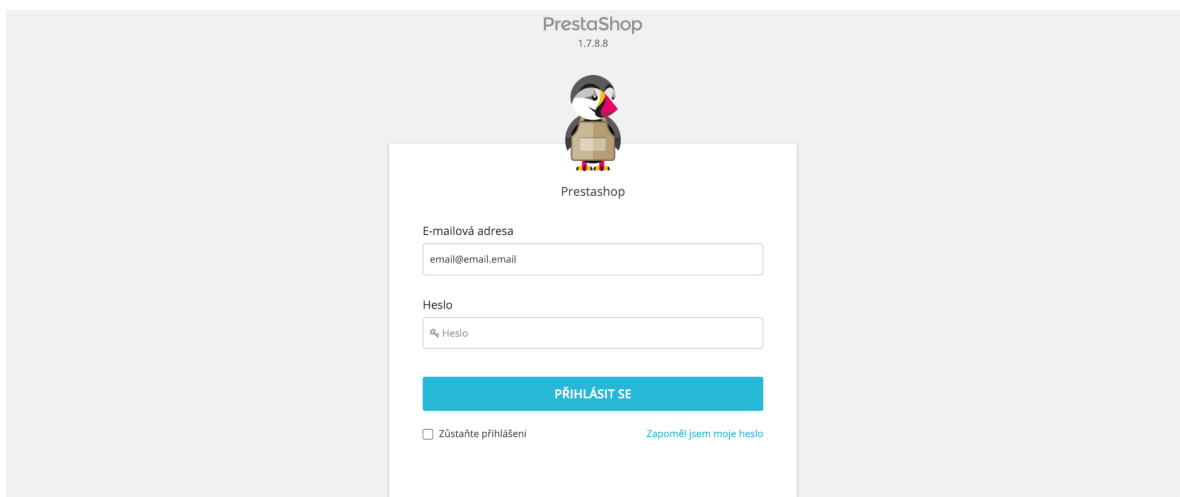 PrestaShop
1.7.8.8
Prestashop
E-mailová adresa
email@email.email
Heslo
Heslo
PŘIHLÁSIT SE
Zůstaňte přihlášeni
Zapoměl jsem moje heslo